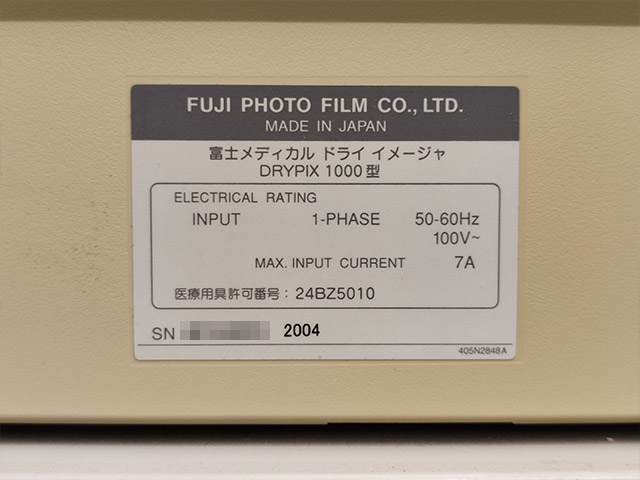 FUJI PHOTO FILM CO., LTD.
MADE IN JAPAN
富士メディカル ドライ イメージャ
DRYPIX 1000 型
ELECTRICAL RATING
INPUT 1-PHASE 50-60Hz
100V~
MAX. INPUT CURRENT 7A
医療用具許可番号：24BZ5010
SN 2004
405N2848A